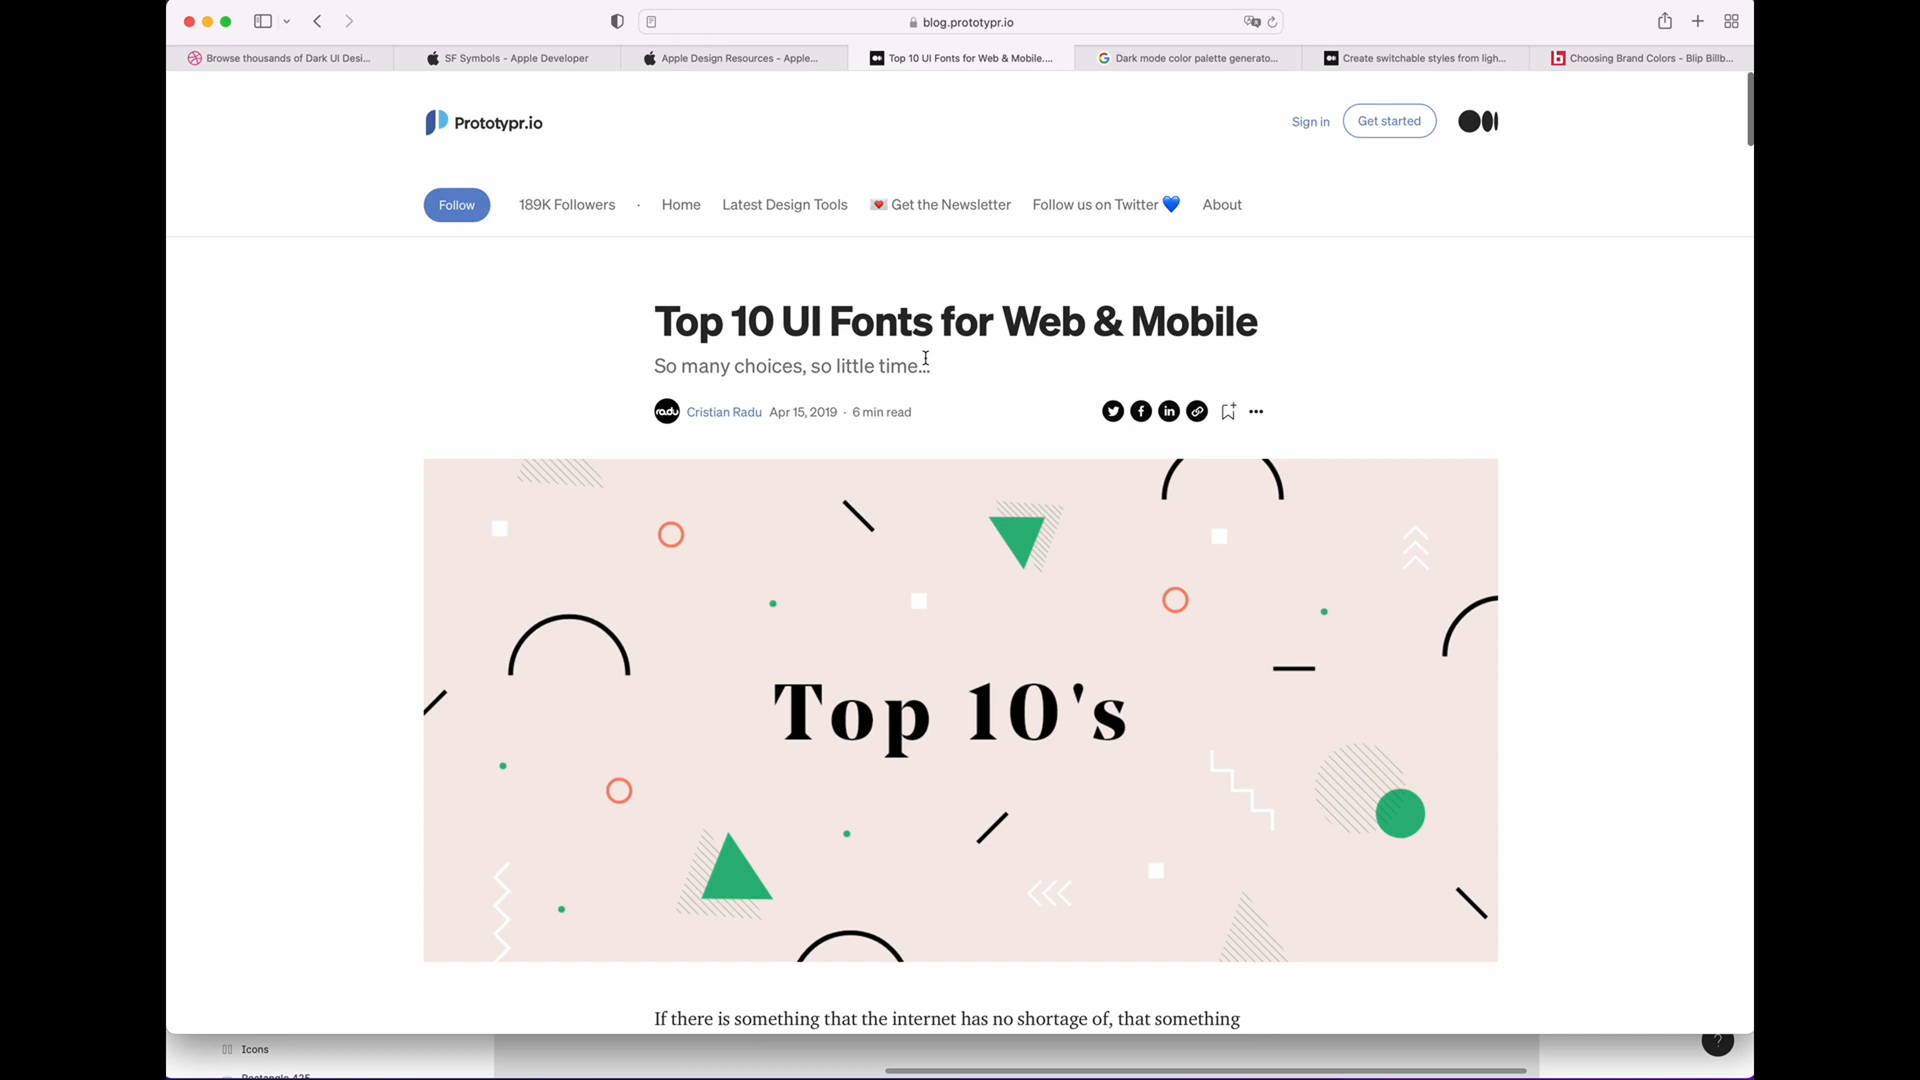 blog.prototypr.io
Browse thousands of Dark UI Desi...
SF Symbols - Apple Developer
Apple Design Resources - Apple...
Top 10 UI Fonts for Web & Mobile....
Dark mode color palette generato...
Create switchable styles from ligh...
Choosing Brand Colors - Blip Billb...
Prototypr.io
Sign in
Get started
Follow
189K Followers
·
Home
Latest Design Tools
💌 Get the Newsletter
Follow us on Twitter 💙
About
Top 10 UI Fonts for Web & Mobile
So many choices, so little time...
radu
Cristian Radu Apr 15, 2019 · 6 min read
Top 10's
If there is something that the internet has no shortage of, that something
Icons
Rectangle 425
?